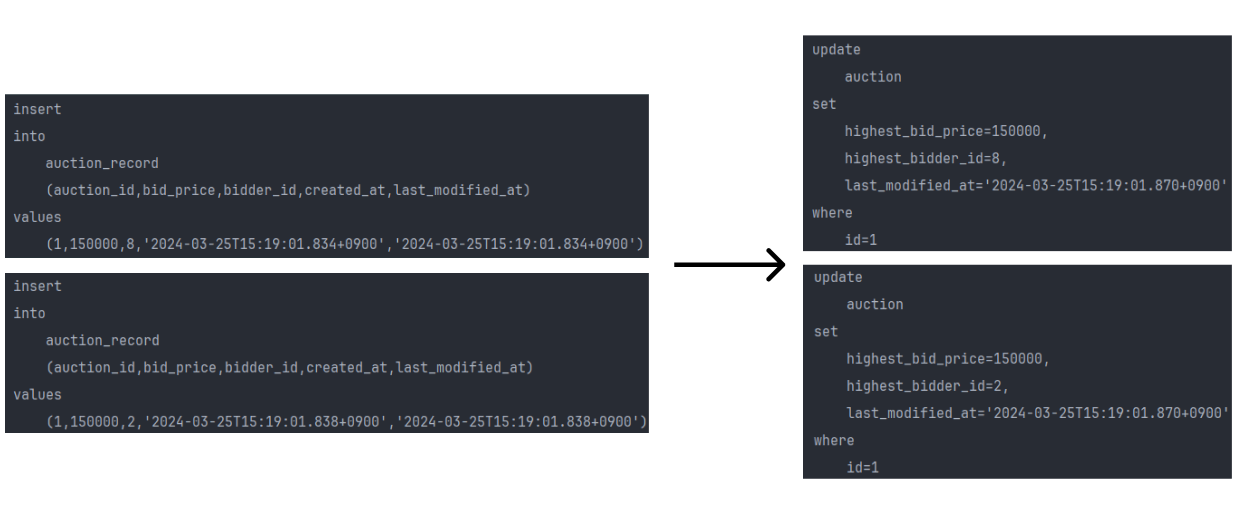 insert
into
auction_record
(auction_id,bid_price,bidder_id,created_at,last_modified_at)
values
(1,150000,8,'2024-03-25T15:19:01.834+0900','2024-03-25T15:19:01.834+0900')
insert
into
auction_record
(auction_id,bid_price,bidder_id,created_at,last_modified_at)
values
(1,150000,2,'2024-03-25T15:19:01.838+0900','2024-03-25T15:19:01.838+0900')
update
auction
set
highest_bid_price=150000,
highest_bidder_id=8,
last_modified_at='2024-03-25T15:19:01.870+0900'
where
id=1
update
auction
set
highest_bid_price=150000,
highest_bidder_id=2,
last_modified_at='2024-03-25T15:19:01.870+0900'
where
id=1